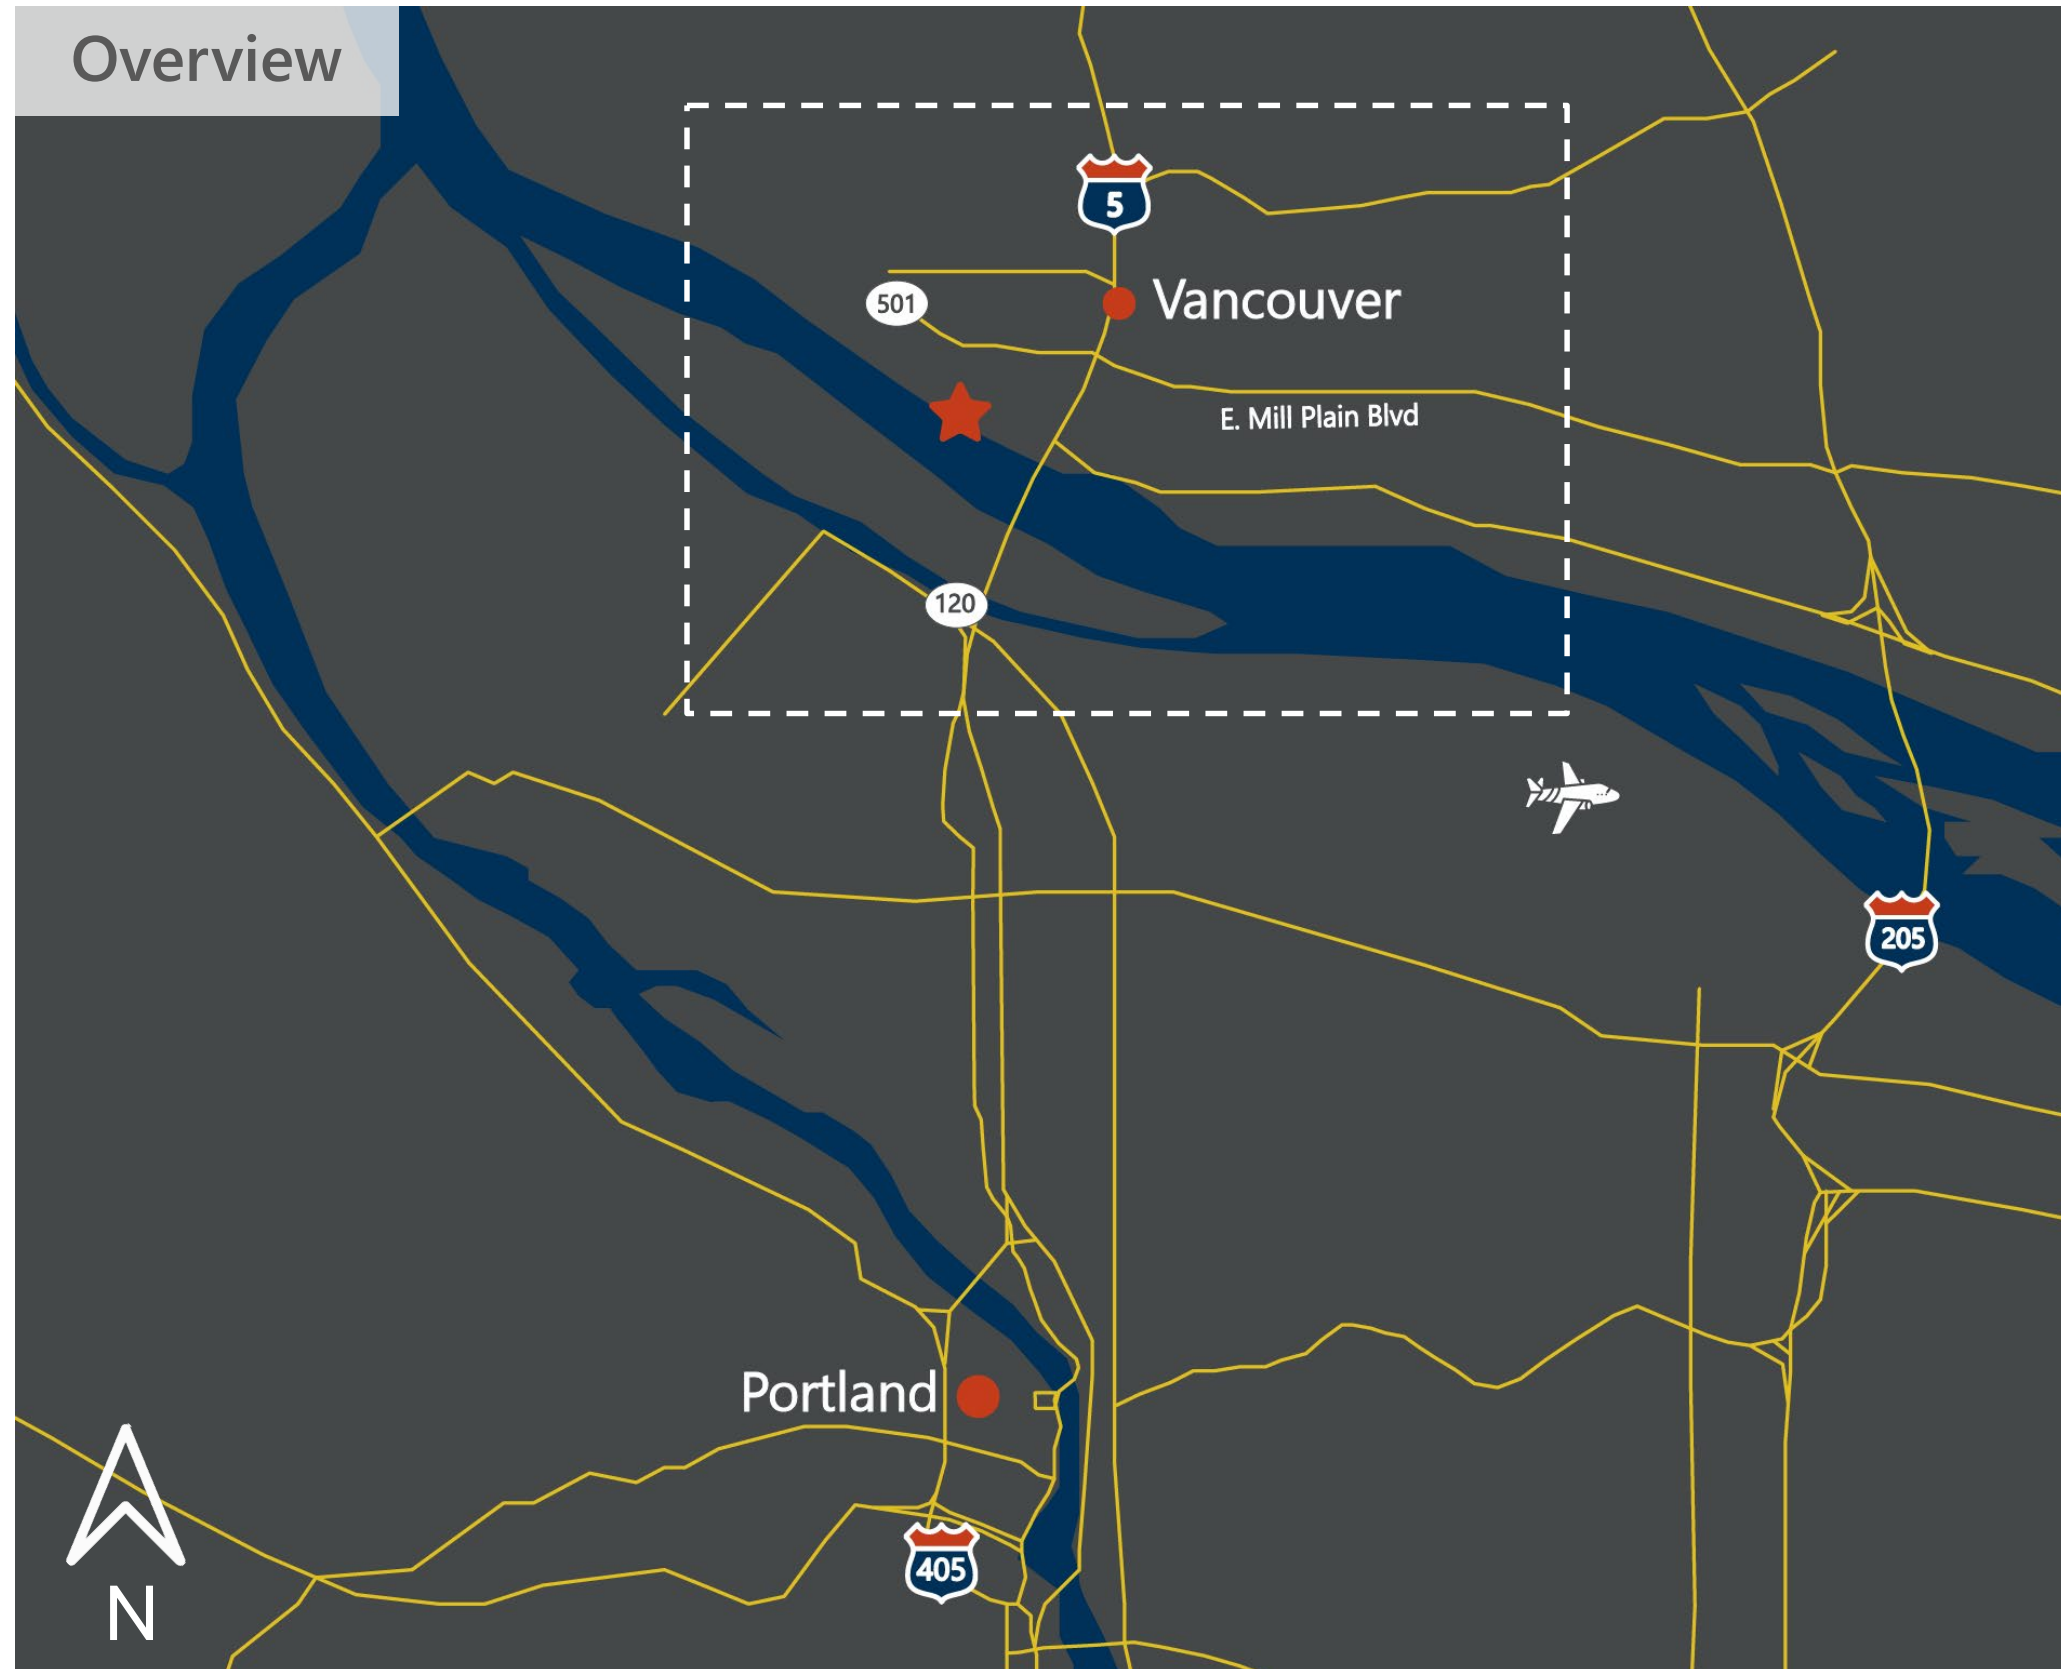 Overview
5
Vancouver
501
E. Mill Plain Blvd
120
205
Portland
405
N